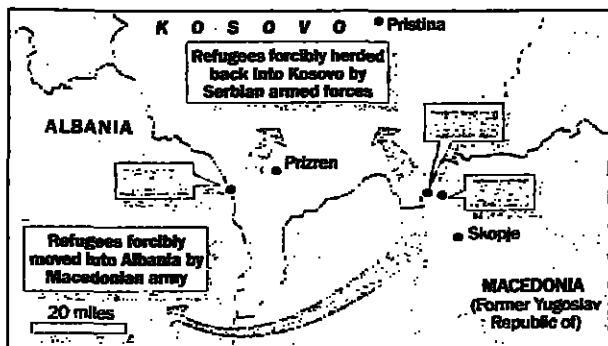 K O S O V O
Pristina
Refugees forcibly herded
back into Kosovo by
Serbian armed forces
ALBANIA
Prizren
Skopje
Refugees forcibly
moved into Albania by
Macedonian army
MACEDONIA
(Former Yugoslav
Republic of)
20 miles